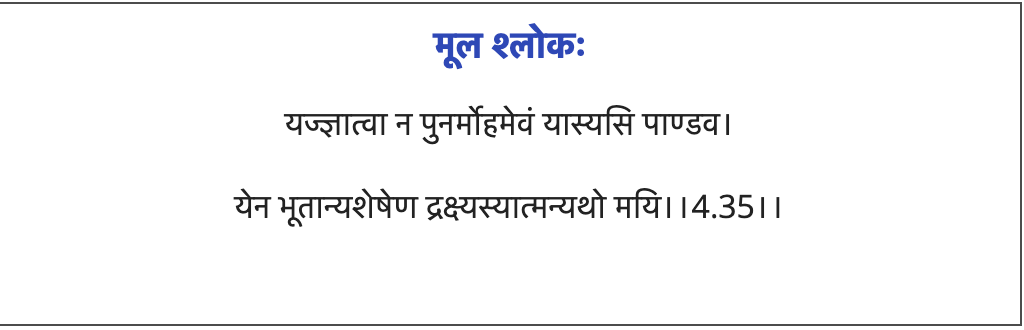 मूल श्लोकः
यज्ज्ञात्वा न पुनर्मोहमेवं यास्यसि पाण्डव।
येन भूतान्यशेषेण द्रक्ष्यस्यात्मन्यथो मयि।।4.35।।